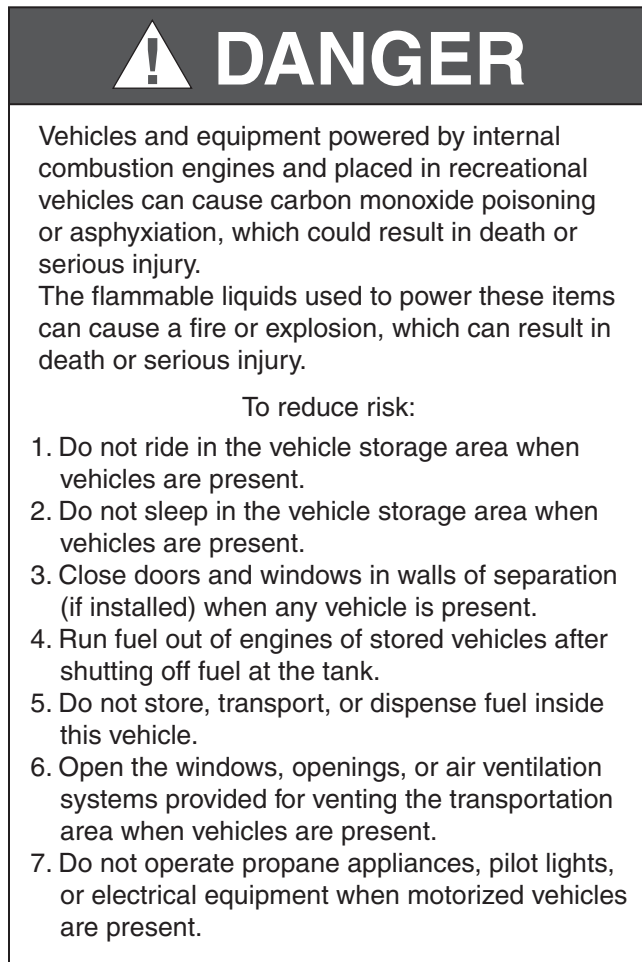 DANGER
Vehicles and equipment powered by internal
combustion engines and placed in recreational
vehicles can cause carbon monoxide poisoning
or asphyxiation, which could result in death or
serious injury.
The flammable liquids used to power these items
can cause a fire or explosion, which can result in
death or serious injury.
To reduce risk:
1. Do not ride in the vehicle storage area when
vehicles are present.
2. Do not sleep in the vehicle storage area when
vehicles are present.
3. Close doors and windows in walls of separation
(if installed) when any vehicle is present.
4. Run fuel out of engines of stored vehicles after
shutting off fuel at the tank.
5. Do not store, transport, or dispense fuel inside
this vehicle.
6. Open the windows, openings, or air ventilation
systems provided for venting the transportation
area when vehicles are present.
7. Do not operate propane appliances, pilot lights,
or electrical equipment when motorized vehicles
are present.